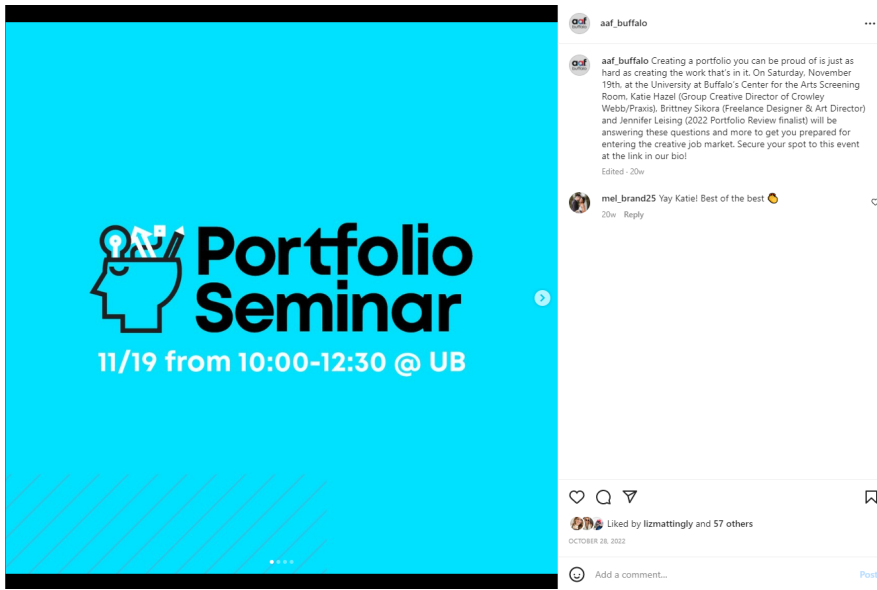 Portfolio
Seminar
11/19 from 10:00-12:30 @ UB
aaf_buffalo
aaf_buffalo Creating a portfolio you can be proud of is just as
hard as creating the work that's in it. On Saturday, November
19th, at the University at Buffalo's Center for the Arts Screening
Room, Katie Hazel (Group Creative Director of Crowley
Webb/Praxis), Brittney Sikora (Freelance Designer & Art Director)
and Jennifer Leising (2022 Portfolio Review finalist) will be
answering these questions and more to get you prepared for
entering the creative job market. Secure your spot to this event
at the link in our bio!
Edited · 20w
mel_brand25 Yay Katie! Best of the best 👏
20w Reply
Liked by lizmattingly and 57 others
OCTOBER 28, 2022
Add a comment...
Post